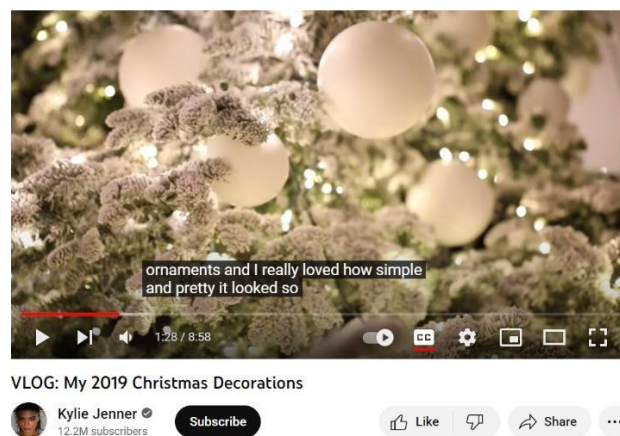 ornaments and I really loved how simple
and pretty it looked so
1:28 / 8:58
CC
VLOG: My 2019 Christmas Decorations
Kylie Jenner
12.2M subscribers
Subscribe
Like
Share